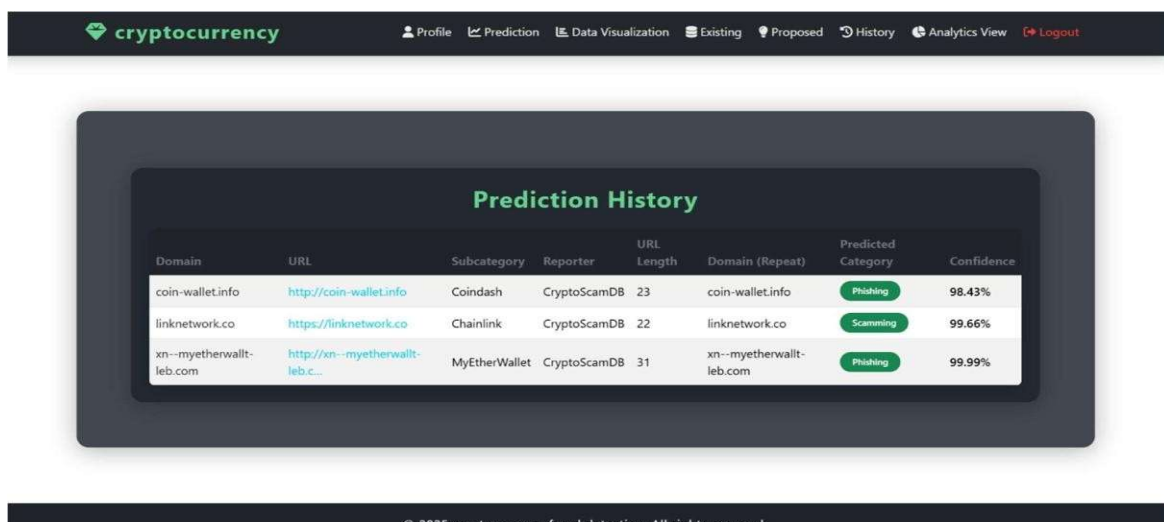 cryptocurrency Profile Prediction Data Visualization Existing Proposed History Analytics View Logout
Prediction History
Domain URL Subcategory Reporter URL Length Domain (Repeat) Predicted Category Confidence
coin-wallet.info http://coin-wallet.info Coindash CryptoScamDB 23 coin-wallet.info Phishing 98.43%
linknetwork.co https://linknetwork.co Chainlink CryptoScamDB 22 linknetwork.co Scamming 99.66%
xn--myetherwallt-leb.com http://xn--myetherwallt-leb.c... MyEtherWallet CryptoScamDB 31 xn--myetherwallt-leb.com Phishing 99.99%